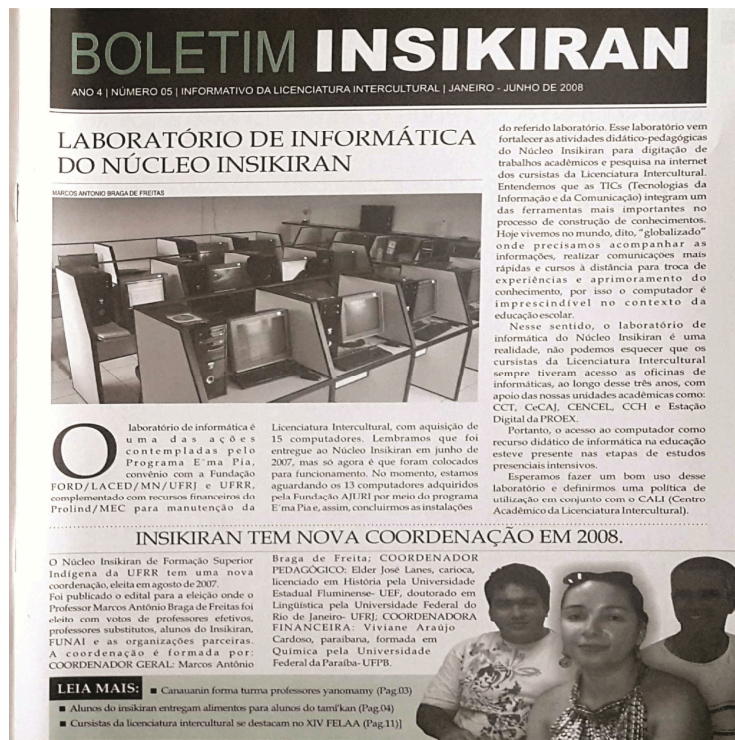 BOLETIM INSIKIRAN
ANO 4 | NÚMERO 05 | INFORMATIVO DA LICENCIATURA INTERCULTURAL | JANEIRO - JUNHO DE 2008
LABORATÓRIO DE INFORMÁTICA
DO NÚCLEO INSIKIRAN
MARCOS ANTONIO BRAGA DE FREITAS
O laboratório de informática é
uma das ações
contempladas pelo
Programa E´ma Pia,
convênio com a Fundação
FORD/LACED/MN/UFRJ e UFRR,
complementado com recursos financeiros do
Prolind/MEC para manutenção da
Licenciatura Intercultural, com aquisição de
15 computadores. Lembramos que foi
entregue ao Núcleo Insikiran em junho de
2007, mas só agora é que foram colocados
para funcionamento. No momento, estamos
aguardando os 13 computadores adquiridos
pela Fundação AJURI por meio do programa
E´ma Pia e, assim, concluirmos as instalações
do referido laboratório. Esse laboratório vem
fortalecer as atividades didático-pedagógicas
do Núcleo Insikiran para digitação de
trabalhos acadêmicos e pesquisa na internet
dos cursistas da Licenciatura Intercultural.
Entendemos que as TICs (Tecnologias da
Informação e da Comunicação) integram um
das ferramentas mais importantes no
processo de construção de conhecimentos.
Hoje vivemos no mundo, dito, "globalizado"
onde precisamos acompanhar as
informações, realizar comunicações mais
rápidas e cursos à distância para troca de
experiências e aprimoramento do
conhecimento, por isso o computador é
imprescindível no contexto da
educação escolar.
Nesse sentido, o laboratório de
informática do Núcleo Insikiran é uma
realidade, não podemos esquecer que os
cursistas da Licenciatura Intercultural
sempre tiveram acesso as oficinas de
informáticas, ao longo desse três anos, com
apoio das nossas unidades acadêmicas como:
CCT, CeCAJ, CENCEL, CCH e Estação
Digital da PROEX.
Portanto, o acesso ao computador como
recurso didático de informática na educação
esteve presente nas etapas de estudos
presenciais intensivos.
Esperamos fazer um bom uso desse
laboratório e definirmos uma política de
utilização em conjunto com o CALI (Centro
Acadêmico da Licenciatura Intercultural).
INSIKIRAN TEM NOVA COORDENAÇÃO EM 2008.
O Núcleo Insikiran de Formação Superior
Indígena da UFRR tem uma nova
coordenação, eleita em agosto de 2007.
Foi publicado o edital para a eleição onde o
Professor Marcos Antônio Braga de Freitas foi
eleito com votos de professores efetivos,
professores substitutos, alunos do Insikiran,
FUNAI e as organizações parceiras.
A coordenação é formada por:
COORDENADOR GERAL: Marcos Antônio
Braga de Freita; COORDENADOR
PEDAGÓGICO: Elder José Lanes, carioca,
licenciado em História pela Universidade
Estadual Fluminense- UEF, doutorado em
Lingüística pela Universidade Federal do
Rio de Janeiro- UFRJ; COORDENADORA
FINANCEIRA: Viviane Araújo
Cardoso, paraibana, formada em
Química pela Universidade
Federal da Paraíba- UFPB.
LEIA MAIS:
■ Canauanin forma turma professores yanomamy (Pag.03)
■ Alunos do insikiran entregam alimentos para alunos do tamî'kan (Pag.04)
■ Cursistas da licenciatura intercultural se destacam no XIV FELAA (Pag.11)]